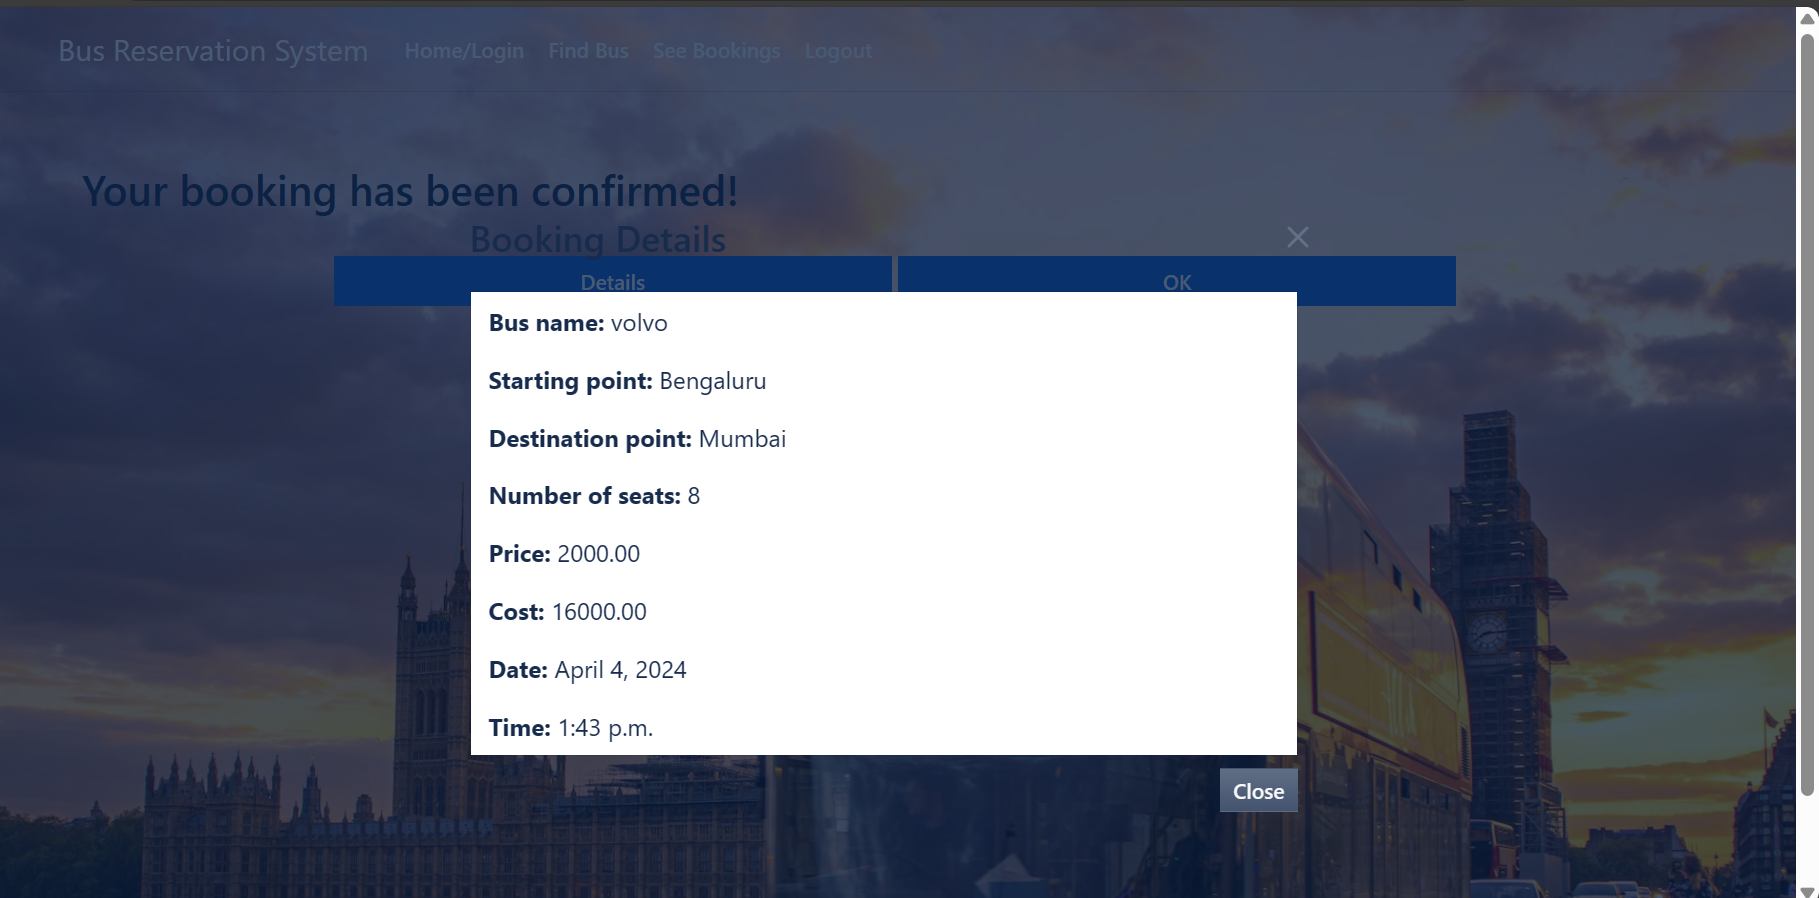 Bus Reservation System Home/Login Find Bus See Bookings Logout
Your booking has been confirmed!
Booking Details
Details OK
Bus name: volvo
Starting point: Bengaluru
Destination point: Mumbai
Number of seats: 8
Price: 2000.00
Cost: 16000.00
Date: April 4, 2024
Time: 1:43 p.m.
Close